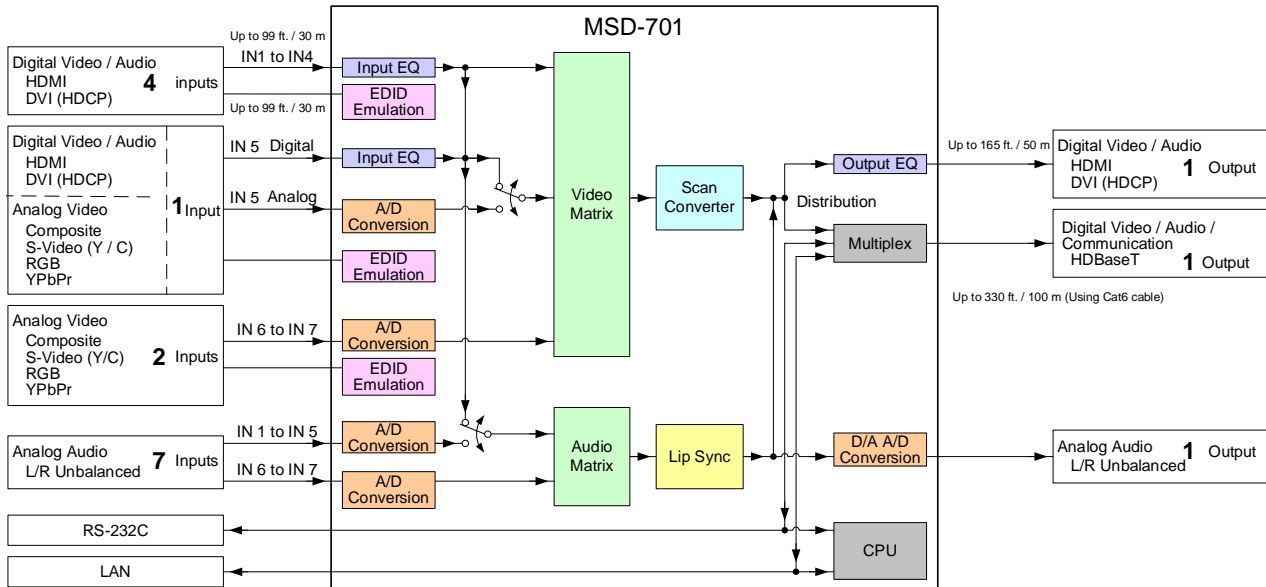 MSD-701
Up to 99 ft. / 30 m
IN1 to IN4
Digital Video / Audio
HDMI
DVI (HDCP)
4 inputs
Input EQ
EDID
Emulation
Up to 99 ft. / 30 m
Digital Video / Audio
HDMI
DVI (HDCP)
IN 5 Digital
Input EQ
1 Input
IN 5 Analog
Analog Video
Composite
S-Video (Y / C)
RGB
YPbPr
A/D
Conversion
EDID
Emulation
Analog Video
Composite
S-Video (Y/C)
RGB
YPbPr
2 Inputs
IN 6 to IN 7
A/D
Conversion
EDID
Emulation
Analog Audio
L/R Unbalanced
7 Inputs
IN 1 to IN 5
A/D
Conversion
IN 6 to IN 7
A/D
Conversion
RS-232C
LAN
Video
Matrix
Audio
Matrix
Scan
Converter
Lip Sync
Output EQ
Distribution
Multiplex
D/A A/D
Conversion
CPU
Up to 165 ft. / 50 m
Digital Video / Audio
HDMI
DVI (HDCP)
1 Output
Digital Video / Audio /
Communication
HDBaseT
1 Output
Up to 330 ft. / 100 m (Using Cat6 cable)
Analog Audio
L/R Unbalanced
1 Output